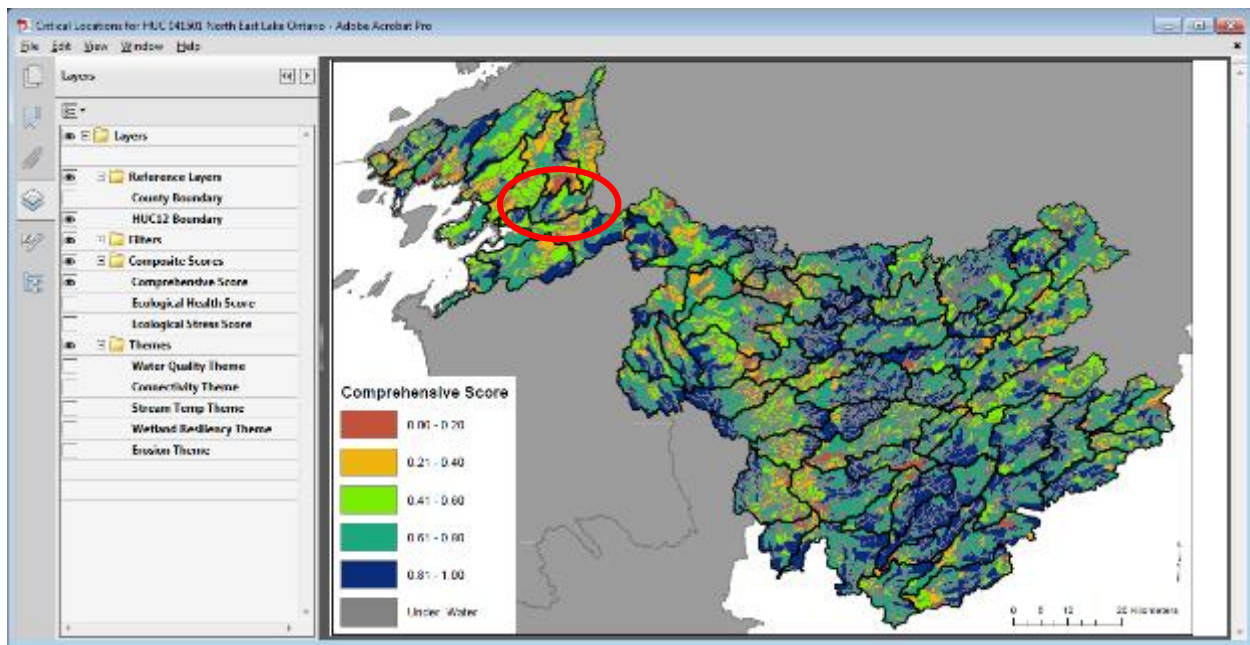 Critical Locations for HUC 041501 North East Lake Ontario - Adobe Acrobat Pro
File Edit View Window Help
Layers
Layers
Reference Layers
County Boundary
HUC12 Boundary
Filters
Composite Scores
Comprehensive Score
Ecological Health Score
Ecological Stress Score
Themes
Water Quality Theme
Connectivity Theme
Stream Temp Theme
Wetland Resiliency Theme
Erosion Theme
Comprehensive Score
0.00 - 0.20
0.21 - 0.40
0.41 - 0.60
0.61 - 0.80
0.81 - 1.00
Under Water
0 6 12 Kilometers